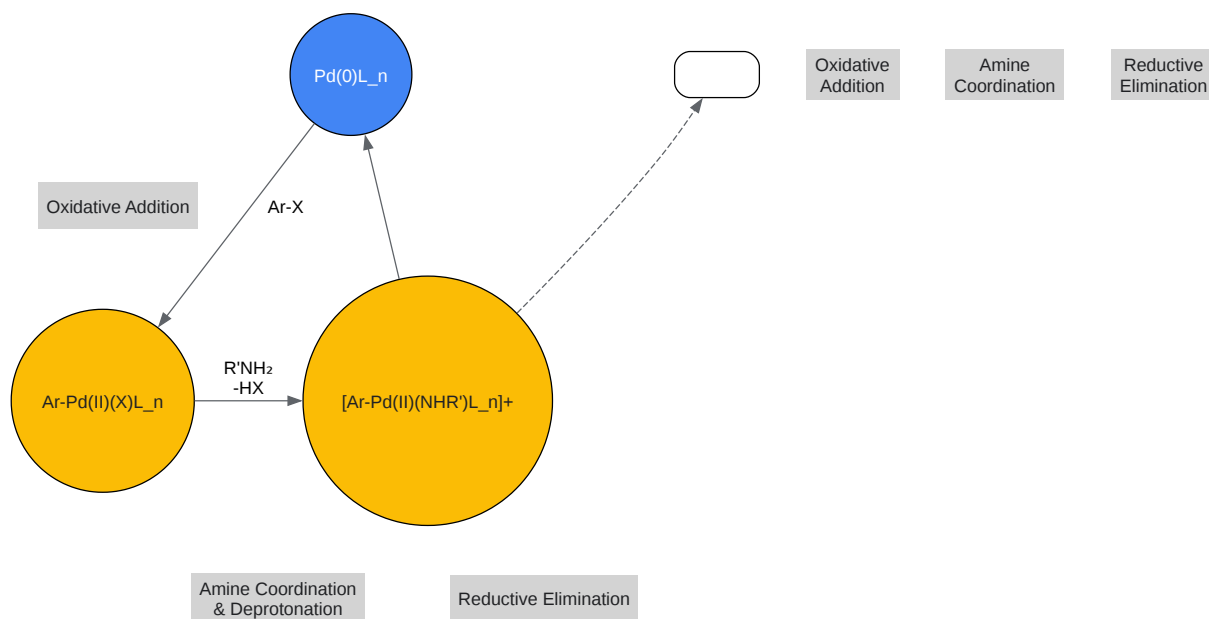 Pd(0)L_n
Oxidative
Addition
Amine
Coordination
Reductive
Elimination
Oxidative Addition
Ar-X
R'NH₂
-HX
Ar-Pd(II)(X)L_n
[Ar-Pd(II)(NHR')L_n]+
Amine Coordination
& Deprotonation
Reductive Elimination